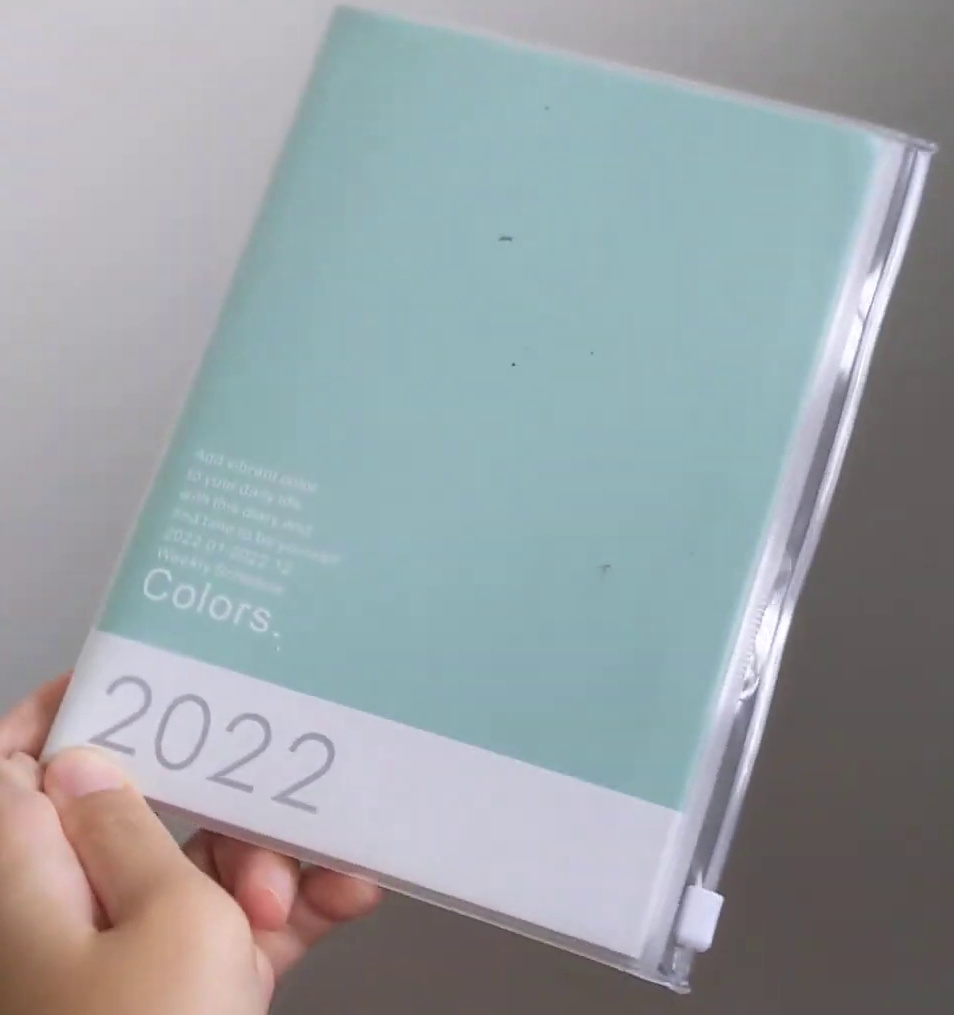 Add vibrant color
to your daily life
with this diary and
find time to be yourself
2022.01-2022.12
Weekly Schedule
Colors.
2022